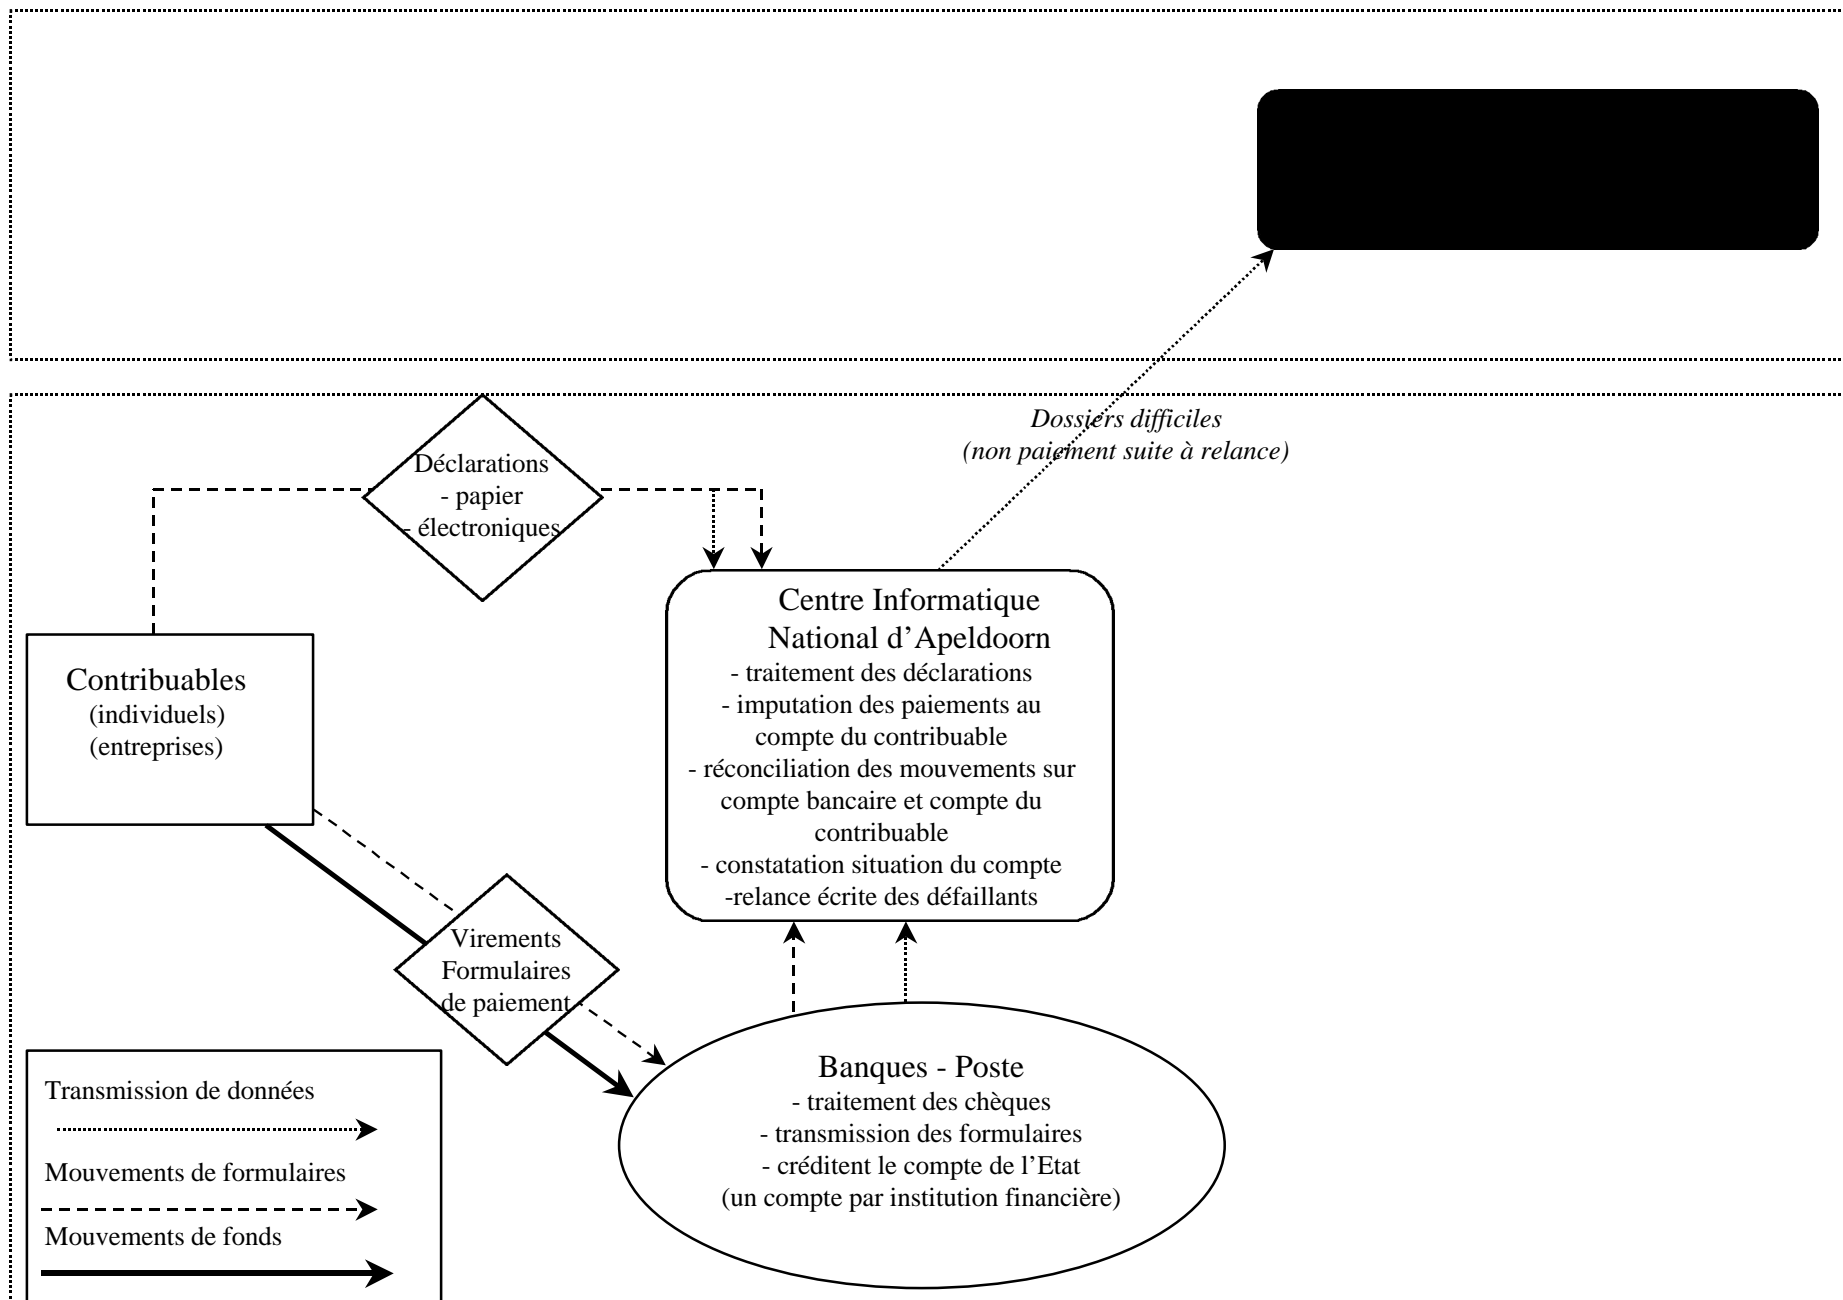 Dossiers difficiles
(non paiement suite à relance)
Déclarations
- papier
- électroniques
Centre Informatique
National d’Apeldoorn
- traitement des déclarations
- imputation des paiements au
compte du contribuable
- réconciliation des mouvements sur
compte bancaire et compte du
contribuable
- constatation situation du compte
-relance écrite des défaillants
Contribuables
(individuels)
(entreprises)
Virements
Formulaires
de paiement
Banques - Poste
- traitement des chèques
- transmission des formulaires
- créditent le compte de l’Etat
(un compte par institution financière)
Transmission de données
Mouvements de formulaires
Mouvements de fonds